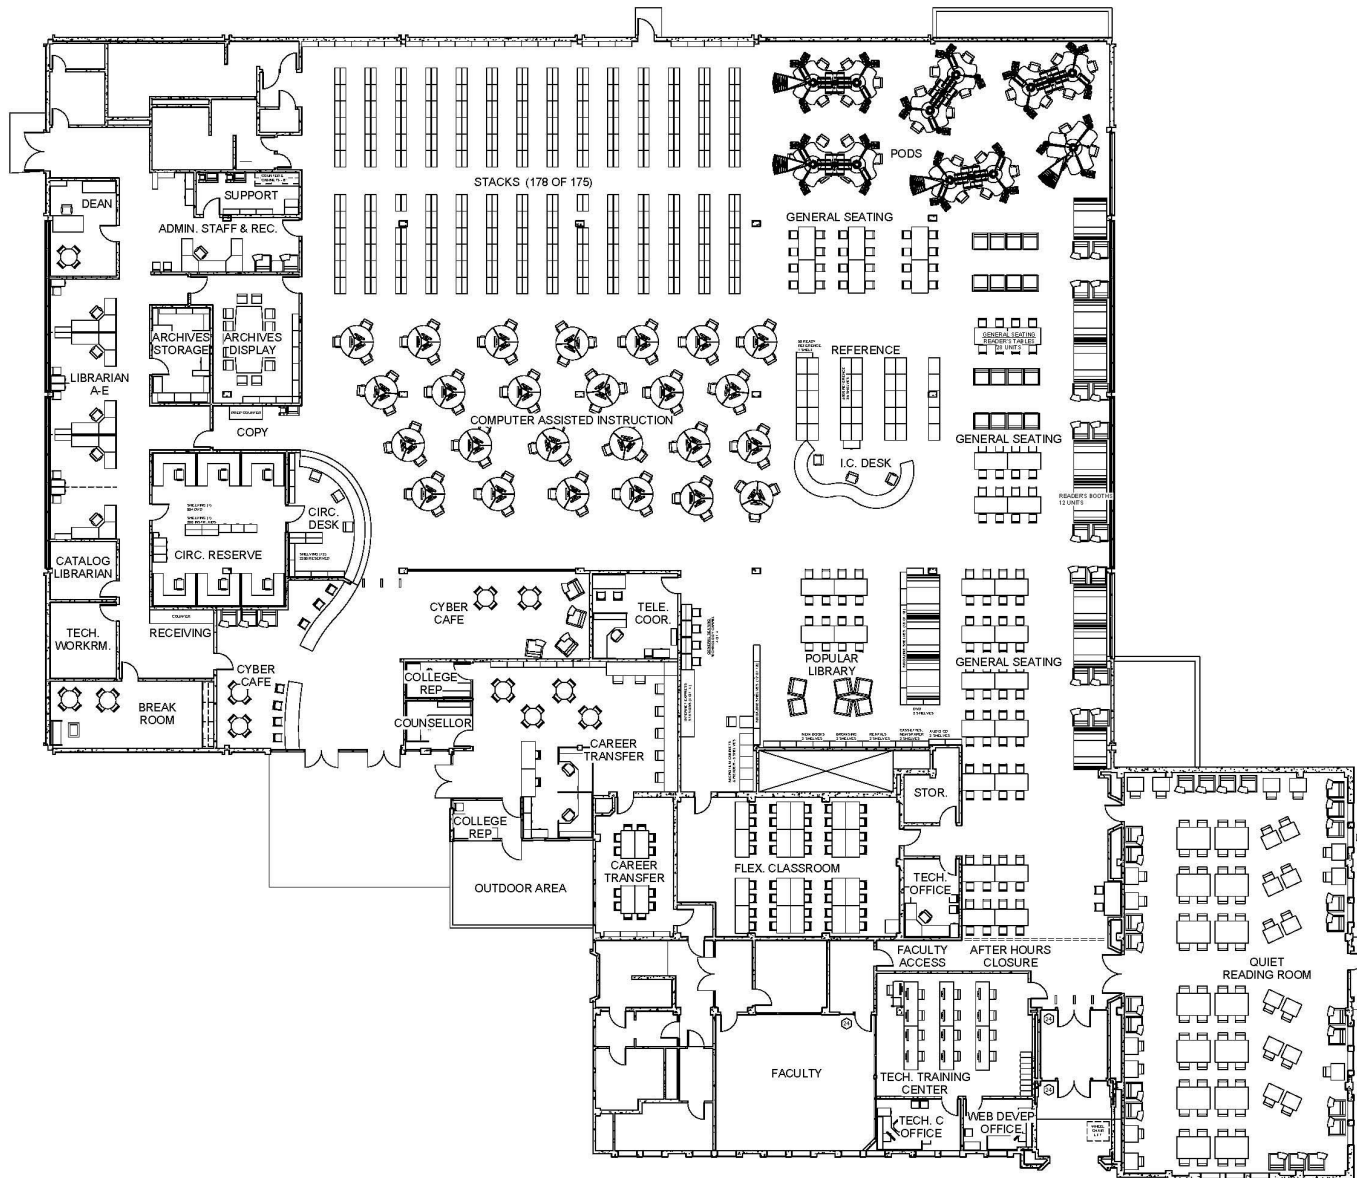 PODS
STACKS (178 OF 175)
SUPPORT
DEAN
ADMIN. STAFF & REC.
GENERAL SEATING
ARCHIVES
STORAGE
ARCHIVES
DISPLAY
GENERAL SEATING
READER'S TABLES
REFERENCE
LIBRARIAN
A-E
COPY
COMPUTER ASSISTED INSTRUCTION
GENERAL SEATING
I.C. DESK
READER'S BOOTHS
12 UNITS
CIRC.
DESK
CIRC. RESERVE
CATALOG
LIBRARIAN
CYBER
CAFE
TELE.
COOR.
RECEIVING
TECH.
WORKRM.
POPULAR
LIBRARY
GENERAL SEATING
CYBER
CAFE
COLLEGE
REP
BREAK
ROOM
COUNSELLOR
CAREER
TRANSFER
STOR.
COLLEGE
REP
CAREER
TRANSFER
FLEX. CLASSROOM
TECH.
OFFICE
OUTDOOR AREA
FACULTY
ACCESS
AFTER HOURS
CLOSURE
QUIET
READING ROOM
FACULTY
TECH. TRAINING
CENTER
TECH. C
OFFICE
WEB DEVEP
OFFICE